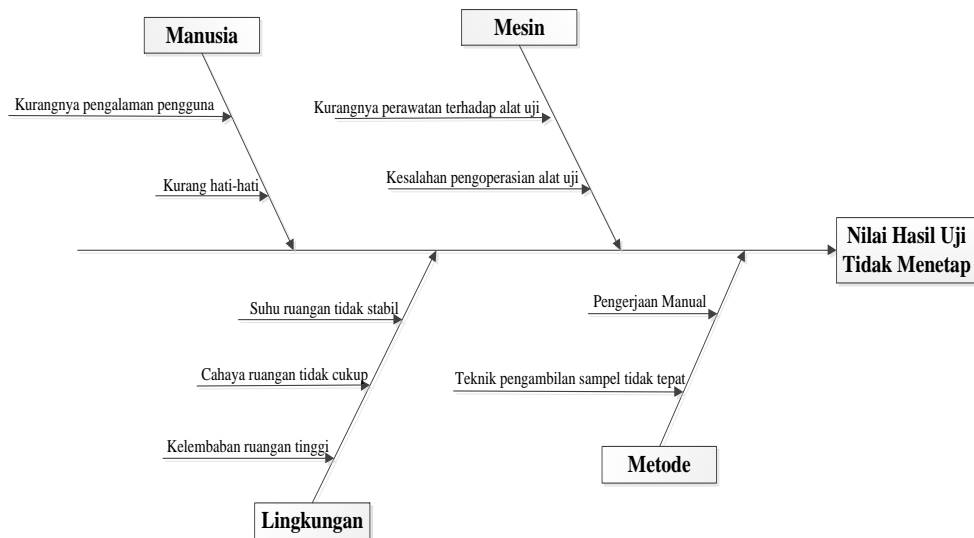 Manusia
Mesin
Kurangnya pengalaman pengguna
Kurangnya perawatan terhadap alat uji
Kurang hati-hati
Kesalahan pengoperasian alat uji
Nilai Hasil Uji
Tidak Menetap
Suhu ruangan tidak stabil
Pengerjaan Manual
Cahaya ruangan tidak cukup
Teknik pengambilan sampel tidak tepat
Kelembaban ruangan tinggi
Metode
Lingkungan